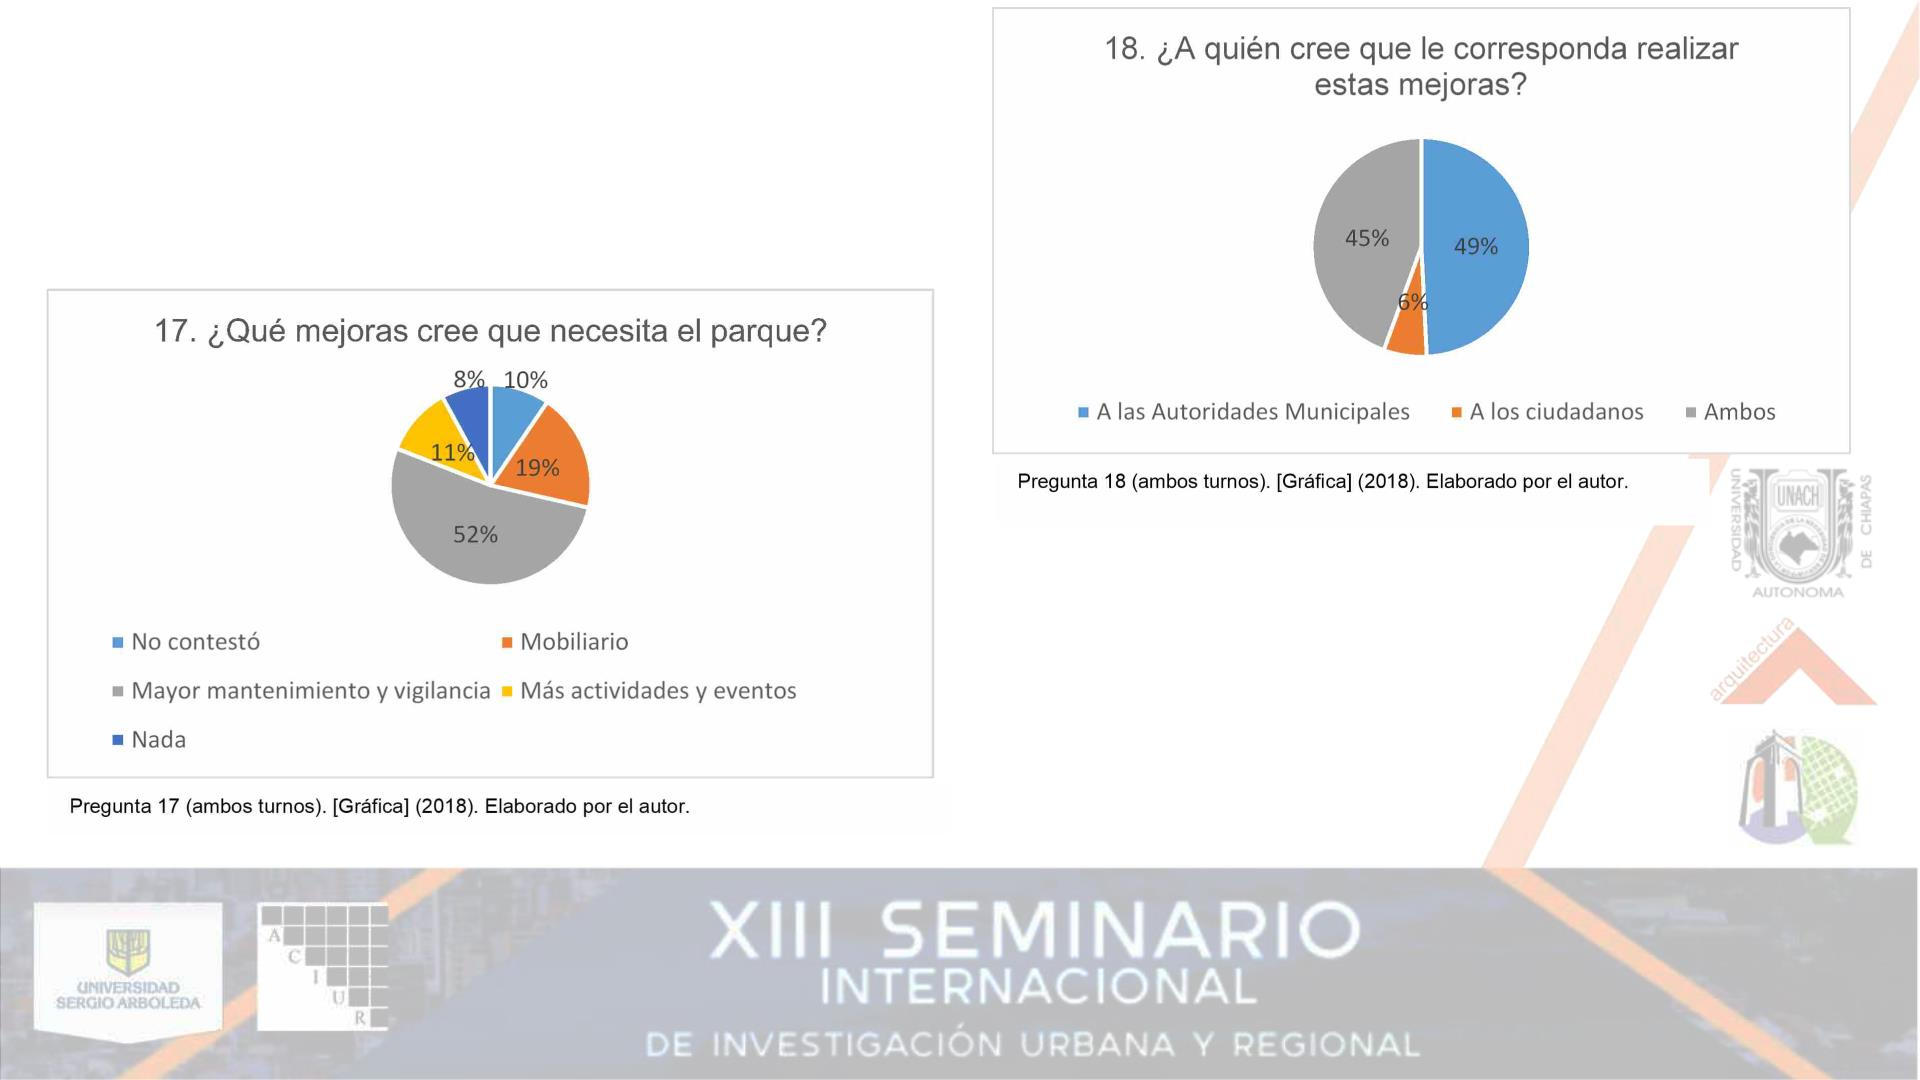 17. ¿Qué mejoras cree que necesita el parque?
8%
10%
11%
19%
52%
No contestó
Mobiliario
Mayor mantenimiento y vigilancia
Más actividades y eventos
Nada
Pregunta 17 (ambos turnos). [Gráfica] (2018). Elaborado por el autor.
18. ¿A quién cree que le corresponda realizar
estas mejoras?
45%
49%
6%
A las Autoridades Municipales
A los ciudadanos
Ambos
Pregunta 18 (ambos turnos). [Gráfica] (2018). Elaborado por el autor.
UNIVERSIDAD
UNACH
DE CHIAPAS
AUTONOMA
arquitectura
UNIVERSIDAD
SERGIO ARBOLEDA
A
C
I
U
R
XIII SEMINARIO
INTERNACIONAL
DE INVESTIGACIÓN URBANA Y REGIONAL